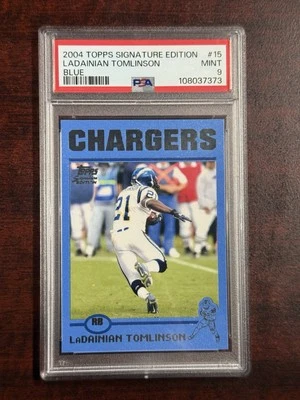 2004 TOPPS SIGNATURE EDITION #15
LADAINIAN TOMLINSON MINT
BLUE 9
PSA 108037373
CHARGERS
21
RB
LaDAINIAN TOMLINSON